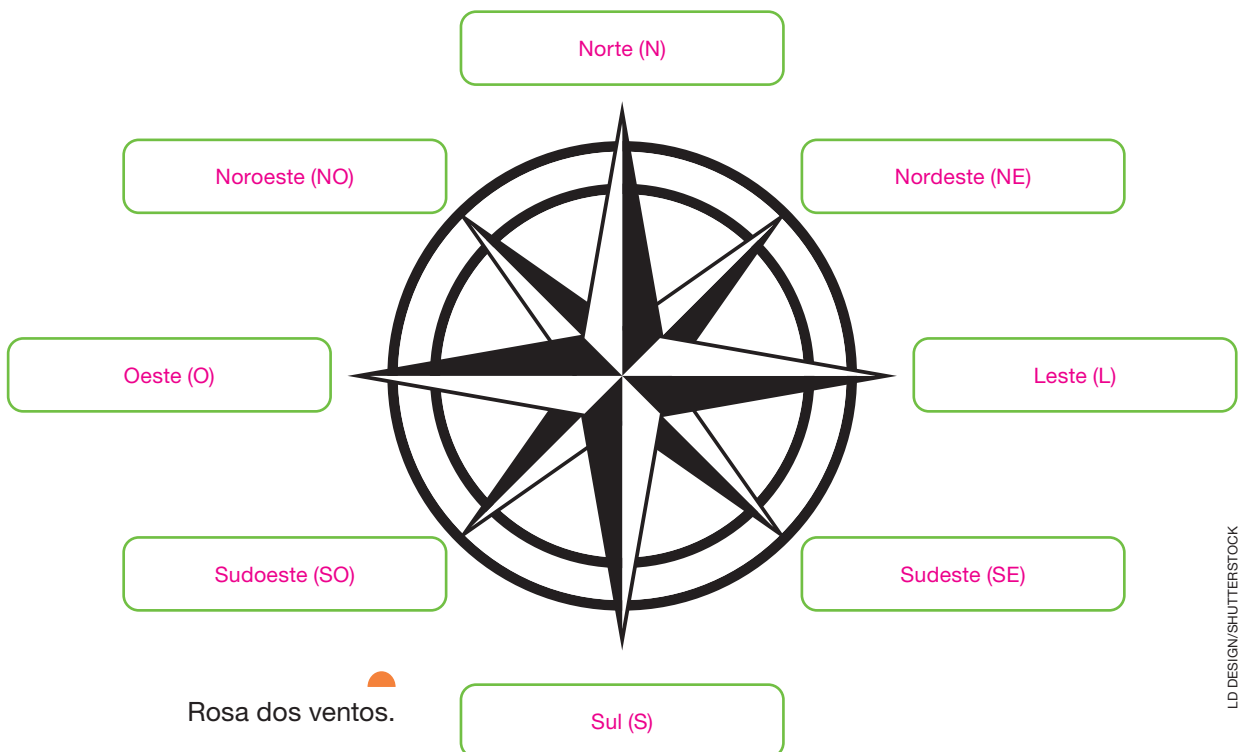 Norte (N)
Noroeste (NO)
Nordeste (NE)
Oeste (O)
Leste (L)
Sudoeste (SO)
Sudeste (SE)
Sul (S)
Rosa dos ventos.
LD DESIGN/SHUTTERSTOCK